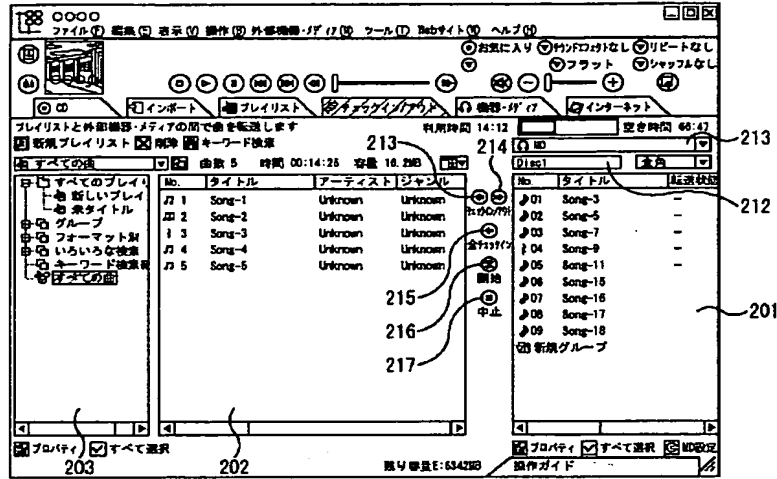 ○○○○
ファイル(F) 編集(E) 表示(V) 操作(B) 外部機器・メディア(M) ツール(T) Webサイト(W) ヘルプ(H)
お気に入り サウンドエフェクトなし リピートなし
フラット シャッフルなし
CD インポート プレイリスト チェックイン/アウト 機器・メディア インターネット
プレイリストと外部機器・メディアの間で曲を転送します
利用時間 14:12 空き時間 66:47
新規プレイリスト 削除 キーワード検索
213
214
MD
213
すべての曲 曲数 5 時間 00:14:26 容量 16.2MB
Disc1 全角
212
すべてのプレイリ
新しいプレイ
未タイトル
グループ
フォーマット別
いろいろな検索
キーワード検索
すべての曲
No. タイトル アーティスト ジャンル
1 Song-1 Unknown Unknown
2 Song-2 Unknown Unknown
3 Song-3 Unknown Unknown
4 Song-4 Unknown Unknown
5 Song-5 Unknown Unknown
チェックイン/アウト
全チェックイン
215
開始
216
中止
217
No. タイトル 転送状況
01 Song-3 —
02 Song-5 —
03 Song-7 —
04 Song-9 —
05 Song-11 —
06 Song-15
07 Song-16
08 Song-17
09 Song-18
新規グループ
201
プロパティ すべて選択
203
202
残り容量E:6342MB
プロパティ すべて選択 MD設定
操作ガイド